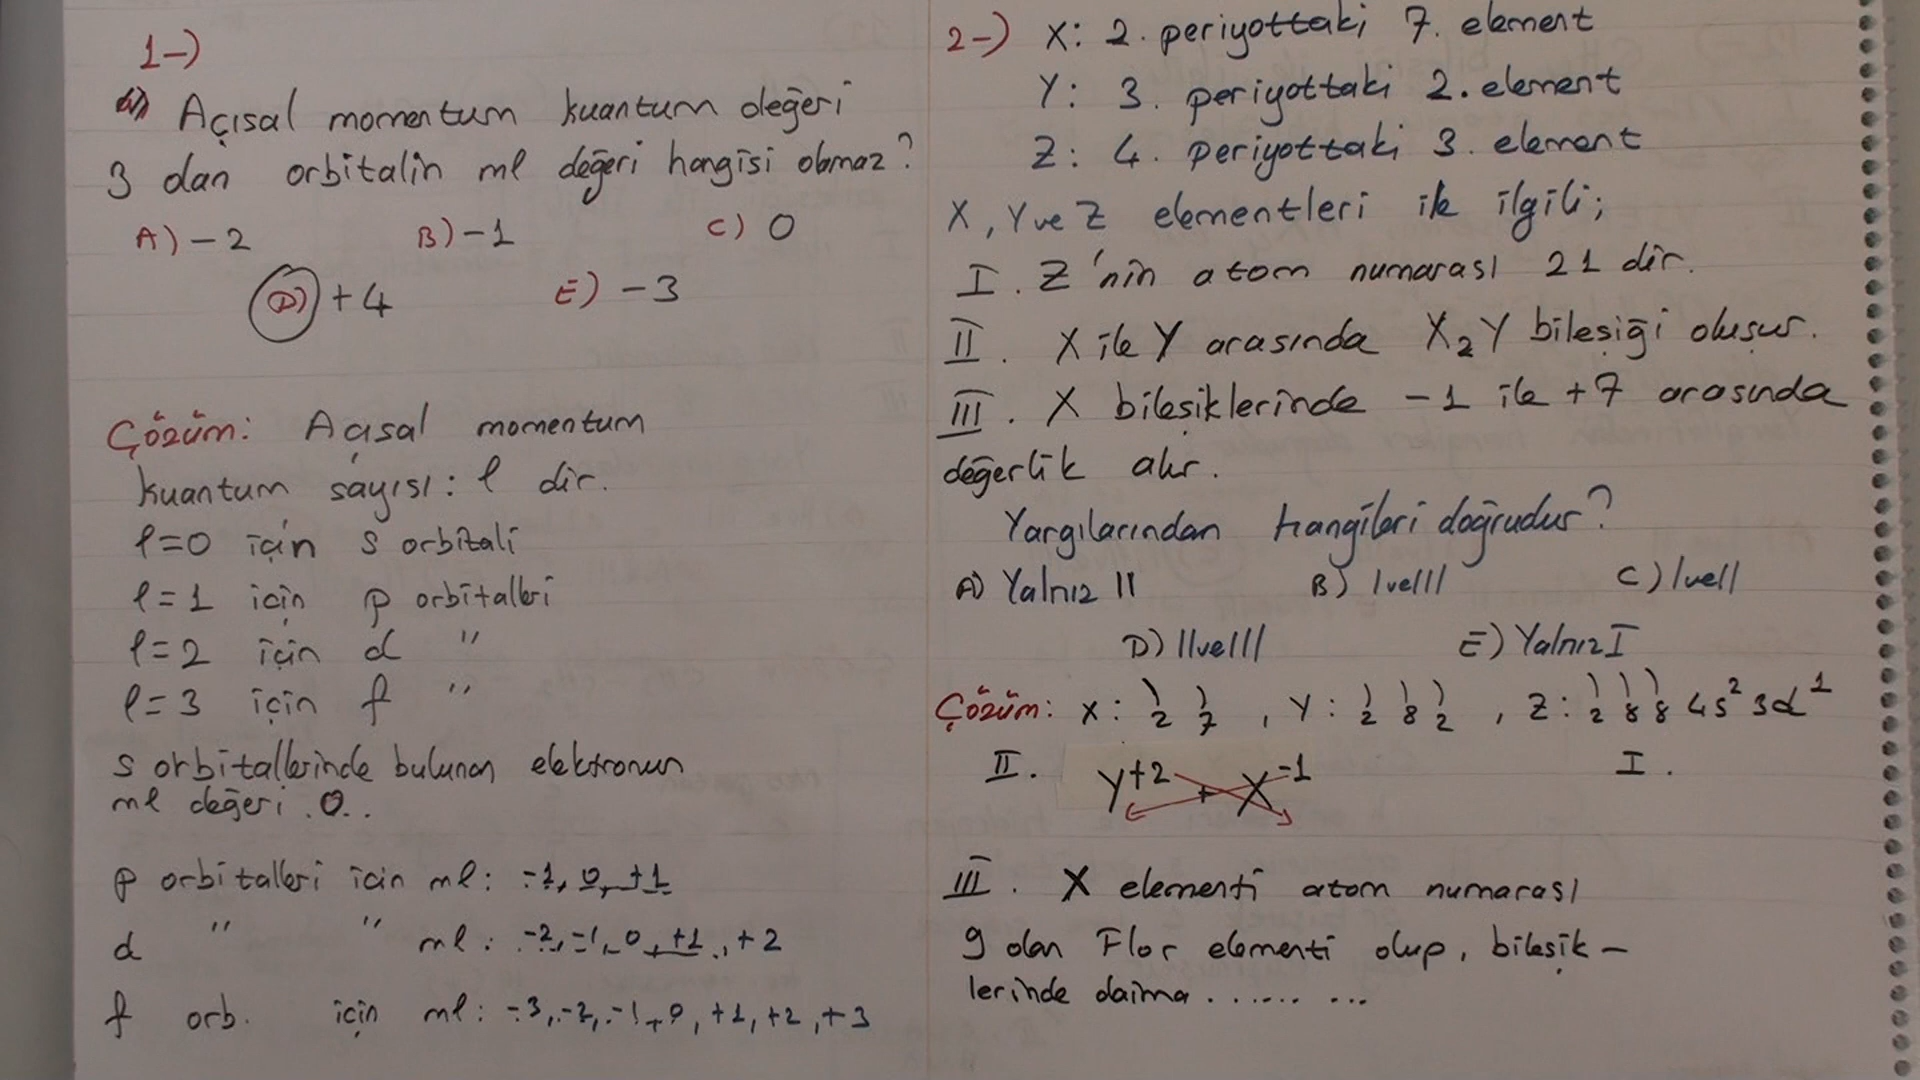 1-)
Açısal momentum kuantum değeri
3 olan orbitalin ml değeri hangisi olamaz?
A) -2 B) -1 C) 0
D) +4 E) -3
Çözüm: Açısal momentum
kuantum sayısı: l dir.
l=0 için s orbitali
l=1 için p orbitalleri
l=2 için d "
l=3 için f "
s orbitallerinde bulunan elektronun
ml değeri .0..
p orbitalleri için ml: -1, 0, +1
d " " ml: -2, -1, 0, +1, +2
f orb. için ml: -3, -2, -1, 0, +1, +2, +3
2-) X: 2. periyottaki 7. element
Y: 3. periyottaki 2. element
Z: 4. periyottaki 3. element
X, Y ve Z elementleri ile ilgili;
I. Z'nin atom numarası 21 dir.
II. X ile Y arasında X₂Y bileşiği oluşur.
III. X bileşiklerinde -1 ile +7 arasında
değerlik alır.
Yargılarından hangileri doğrudur?
A) Yalnız II B) I ve III C) I ve II
D) II ve III E) Yalnız I
Çözüm: X: )2 )7 , Y: )2 )8 )2 , Z: )2 )8 )8 4s² 3d¹
II. Y⁺² + X⁻¹ I.
III. X elementi atom numarası
9 olan Flor elementi olup, bileşik-
lerinde daima .........